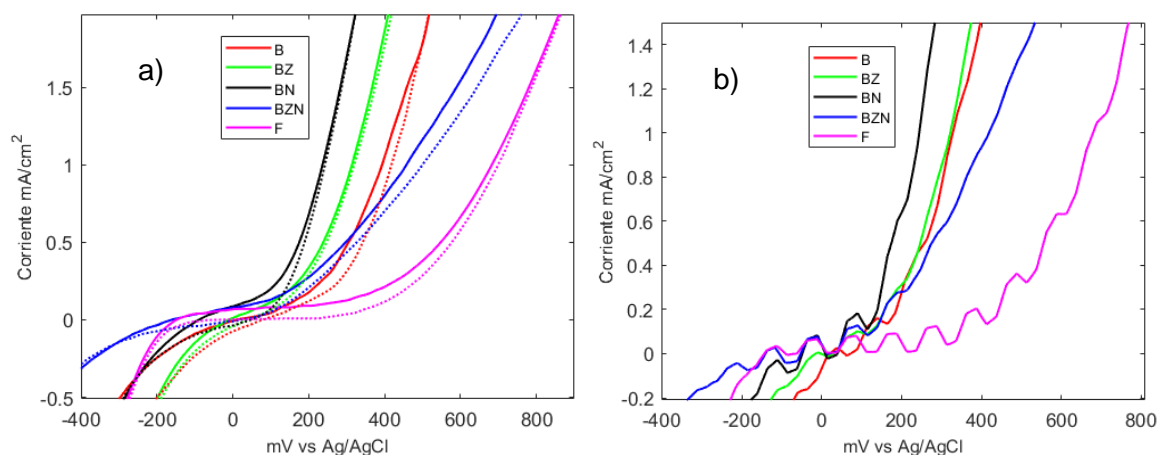 a)
B
BZ
BN
BZN
F
1.5
1
0.5
0
-0.5
-400
-200
0
200
400
600
800
Corriente mA/cm²
mV vs Ag/AgCl
b)
B
BZ
BN
BZN
F
1.4
1.2
1
0.8
0.6
0.4
0.2
0
-0.2
-400
-200
0
200
400
600
800
Corriente mA/cm²
mV vs Ag/AgCl